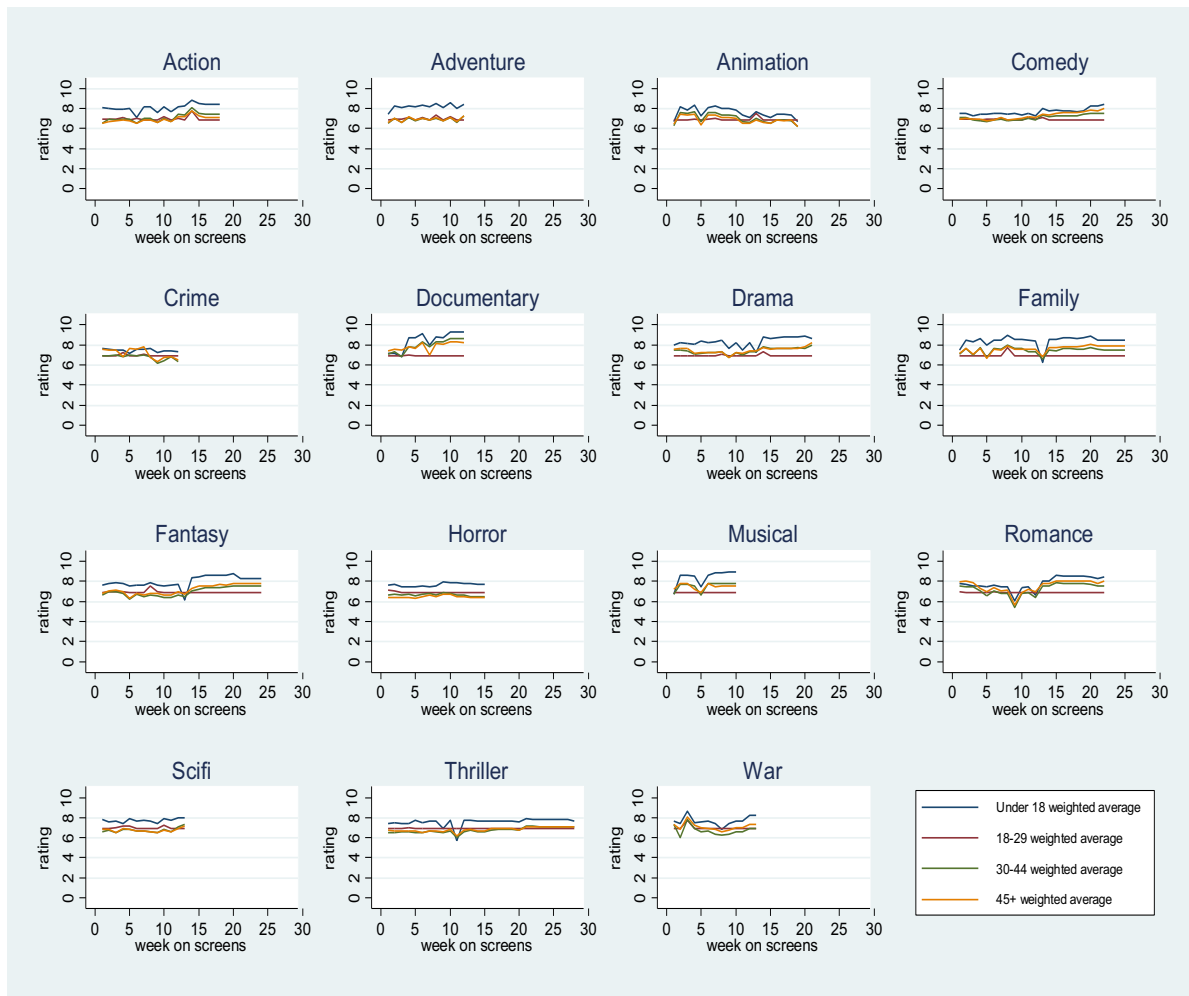 Action
rating
0 2 4 6 8 10
0 5 10 15 20 25 30
week on screens
Adventure
rating
0 2 4 6 8 10
0 5 10 15 20 25 30
week on screens
Animation
rating
0 2 4 6 8 10
0 5 10 15 20 25 30
week on screens
Comedy
rating
0 2 4 6 8 10
0 5 10 15 20 25 30
week on screens
Crime
rating
0 2 4 6 8 10
0 5 10 15 20 25 30
week on screens
Documentary
rating
0 2 4 6 8 10
0 5 10 15 20 25 30
week on screens
Drama
rating
0 2 4 6 8 10
0 5 10 15 20 25 30
week on screens
Family
rating
0 2 4 6 8 10
0 5 10 15 20 25 30
week on screens
Fantasy
rating
0 2 4 6 8 10
0 5 10 15 20 25 30
week on screens
Horror
rating
0 2 4 6 8 10
0 5 10 15 20 25 30
week on screens
Musical
rating
0 2 4 6 8 10
0 5 10 15 20 25 30
week on screens
Romance
rating
0 2 4 6 8 10
0 5 10 15 20 25 30
week on screens
Scifi
rating
0 2 4 6 8 10
0 5 10 15 20 25 30
week on screens
Thriller
rating
0 2 4 6 8 10
0 5 10 15 20 25 30
week on screens
War
rating
0 2 4 6 8 10
0 5 10 15 20 25 30
week on screens
Under 18 weighted average
18-29 weighted average
30-44 weighted average
45+ weighted average